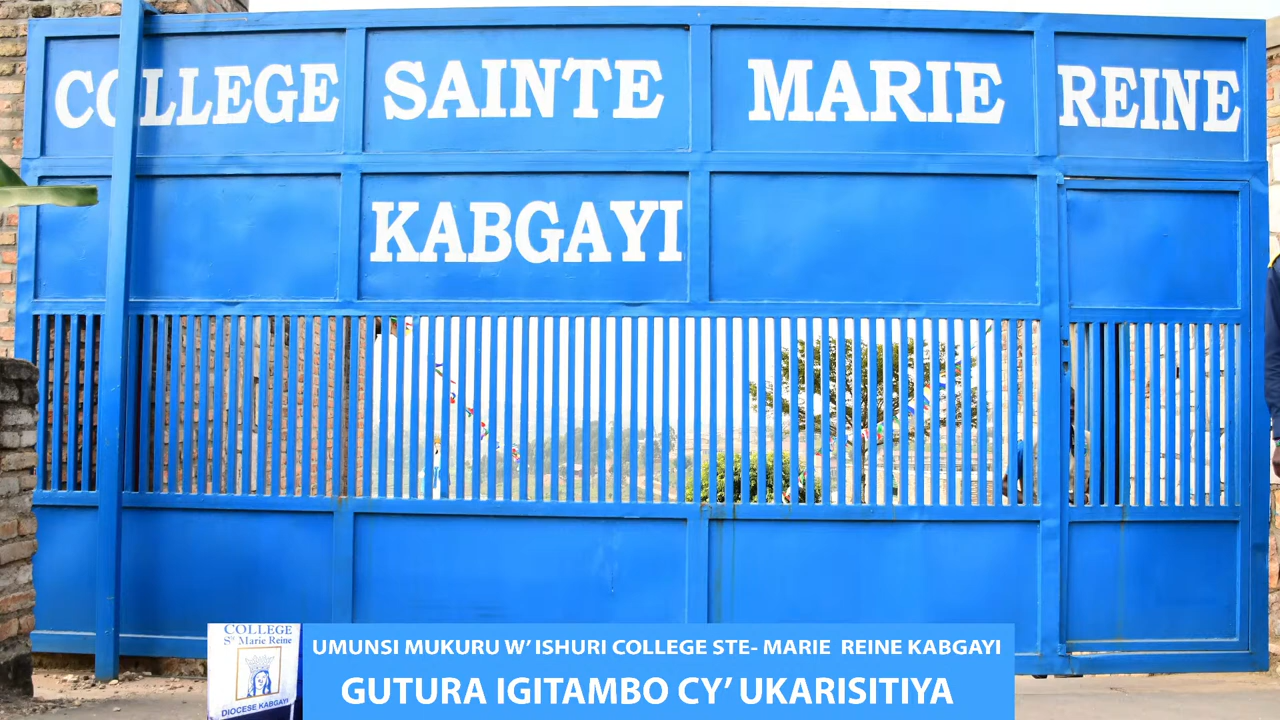 COLLEGE SAINTE MARIE REINE
KABGAYI
COLLEGE
Ste Marie Reine
DIOCESE KABGAYI
UMUNSI MUKURU W’ ISHURI COLLEGE STE- MARIE REINE KABGAYI
GUTURA IGITAMBO CY’ UKARISITIYA